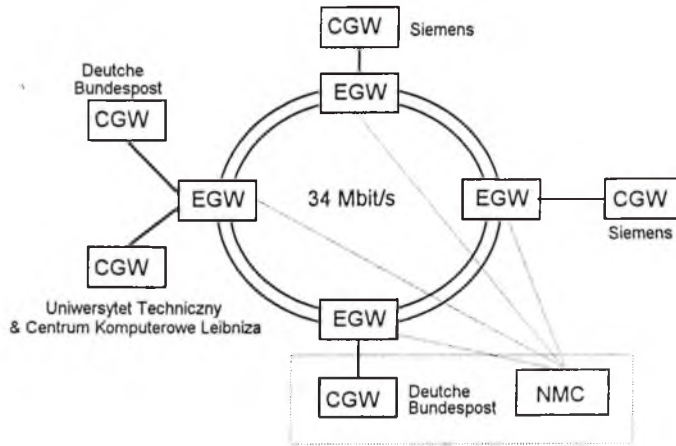 CGW
Siemens
Deutche
Bundespost
CGW
EGW
EGW
34 Mbit/s
EGW
CGW
Siemens
CGW
Uniwersytet Techniczny
& Centrum Komputerowe Leibniza
EGW
CGW
Deutche
Bundespost
NMC